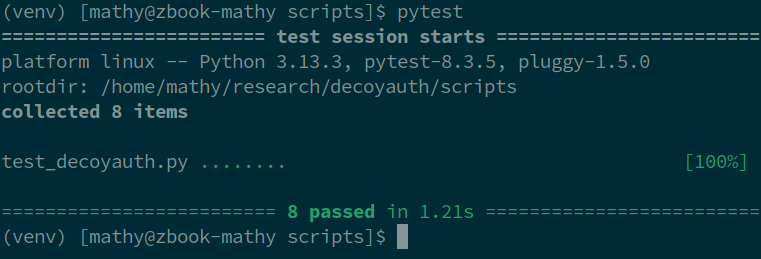 (venv) [mathy@zbook-mathy scripts]$ pytest
======================== test session starts ========================
platform linux -- Python 3.13.3, pytest-8.3.5, pluggy-1.5.0
rootdir: /home/mathy/research/decoyauth/scripts
collected 8 items
test_decoyauth.py ........ [100%]
========================= 8 passed in 1.21s =========================
(venv) [mathy@zbook-mathy scripts]$